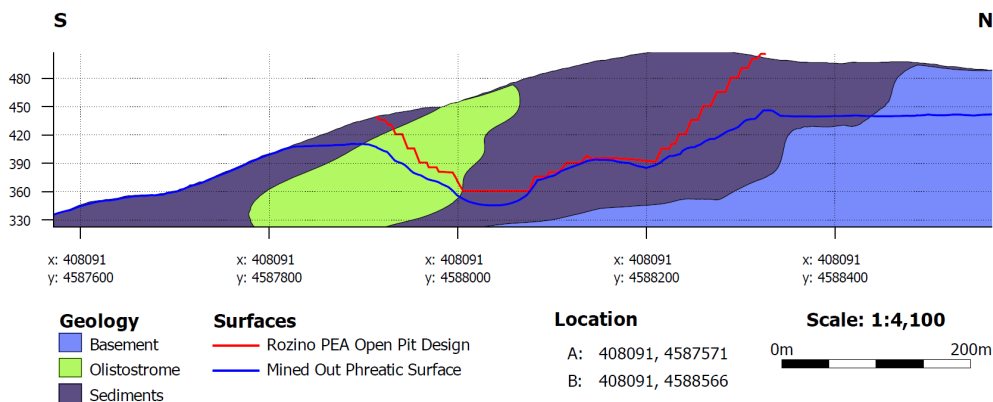 S N
480
450
420
390
360
330
x: 408091 x: 408091 x: 408091 x: 408091 x: 408091
y: 4587600 y: 4587800 y: 4588000 y: 4588200 y: 4588400
Geology
Basement
Olistostrome
Sediments
Surfaces
Rozino PEA Open Pit Design
Mined Out Phreatic Surface
Location
A: 408091, 4587571
B: 408091, 4588566
Scale: 1:4,100
0m 200m